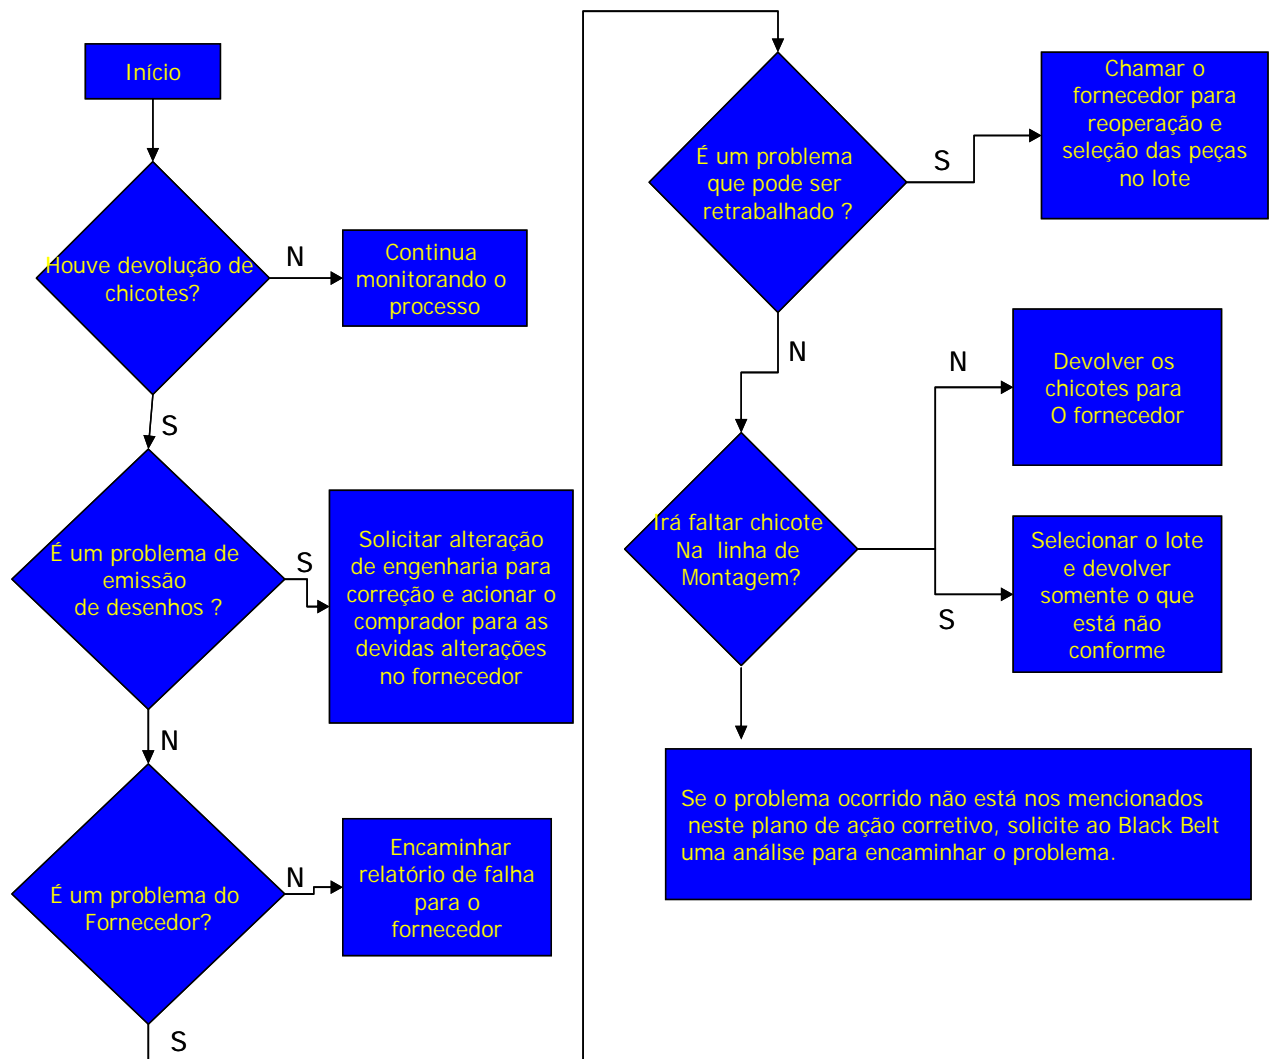 Início
Houve devolução de
chicotes?
N
Continua
monitorando o
processo
S
É um problema de
emissão
de desenhos ?
S
Solicitar alteração
de engenharia para
correção e acionar o
comprador para as
devidas alterações
no fornecedor
N
É um problema do
Fornecedor?
N
Encaminhar
relatório de falha
para o
fornecedor
S
É um problema
que pode ser
retrabalhado ?
S
Chamar o
fornecedor para
reoperação e
seleção das peças
no lote
N
Irá faltar chicote
Na linha de
Montagem?
N
Devolver os
chicotes para
O fornecedor
S
Selecionar o lote
e devolver
somente o que
está não
conforme
Se o problema ocorrido não está nos mencionados
neste plano de ação corretivo, solicite ao Black Belt
uma análise para encaminhar o problema.